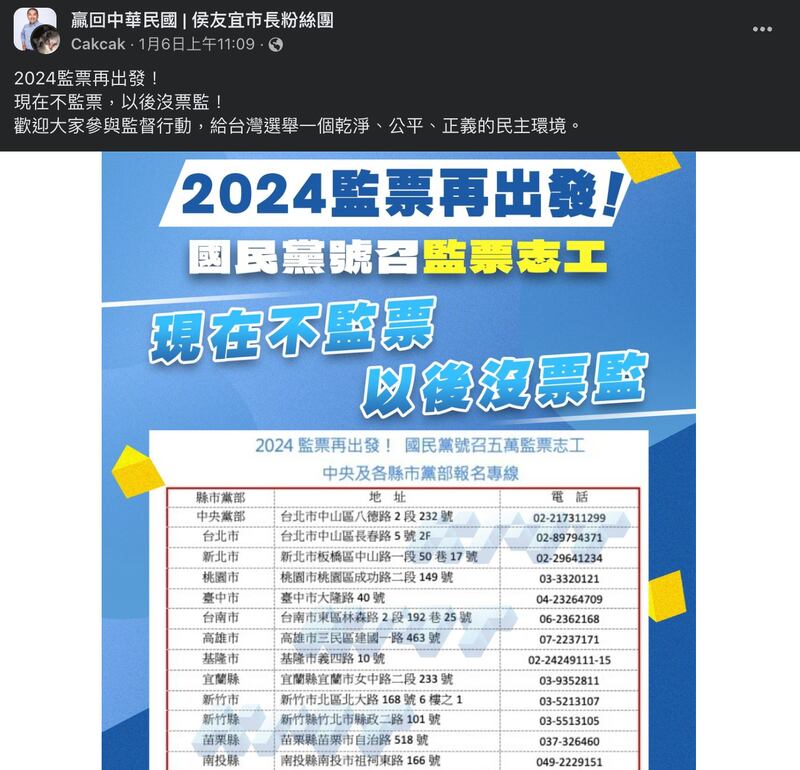 贏回中華民國 | 侯友宜市長粉絲團
Cakcak · 1月6日上午11:09 ·
2024監票再出發！
現在不監票，以後沒票監！
歡迎大家參與監督行動，給台灣選舉一個乾淨、公平、正義的民主環境。
2024監票再出發!
國民黨號召監票志工
現在不監票
以後沒票監
2024 監票再出發！ 國民黨號召五萬監票志工
中央及各縣市黨部報名專線
縣市黨部 地 址 電 話
中央黨部 台北市中山區八德路 2 段 232 號 02-217311299
台北市 台北市中山區長春路 5 號 2F 02-89794371
新北市 新北市板橋區中山路一段 50 巷 17 號 02-29641234
桃園市 桃園市桃園區成功路二段 149 號 03-3320121
臺中市 臺中市大隆路 40 號 04-23264709
台南市 台南市東區林森路 2 段 192 巷 25 號 06-2362168
高雄市 高雄市三民區建國一路 463 號 07-2237171
基隆市 基隆市義四路 10 號 02-24249111-15
宜蘭縣 宜蘭縣宜蘭市女中路二段 233 號 03-9352811
新竹市 新竹市北區北大路 168 號 6 樓之 1 03-5213107
新竹縣 新竹縣竹北市縣政二路 101 號 03-5513105
苗栗縣 苗栗縣苗栗市自治路 518 號 037-326460
南投縣 南投縣南投市祖祠東路 166 號 049-2229151